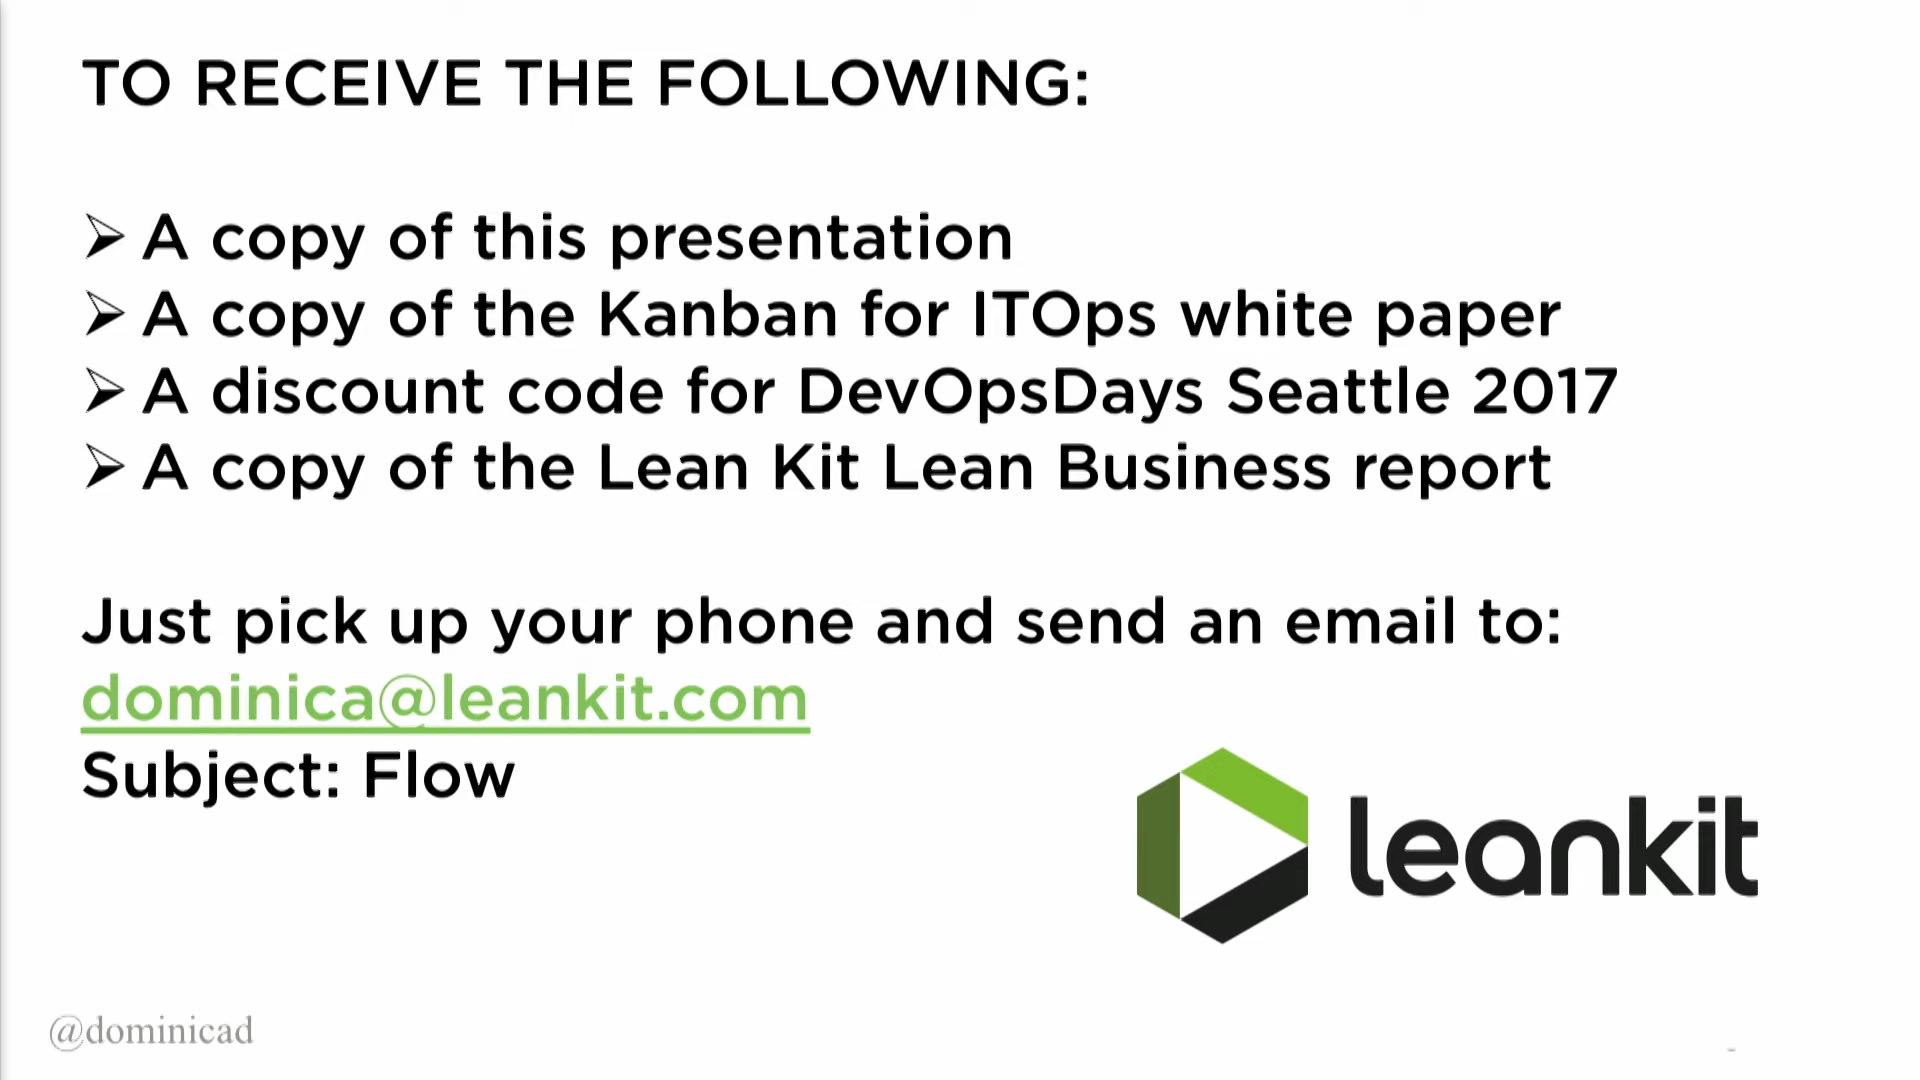 TO RECEIVE THE FOLLOWING:
➢ A copy of this presentation
➢ A copy of the Kanban for ITOps white paper
➢ A discount code for DevOpsDays Seattle 2017
➢ A copy of the Lean Kit Lean Business report
Just pick up your phone and send an email to:
dominica@leankit.com
Subject: Flow
leankit
@dominicad